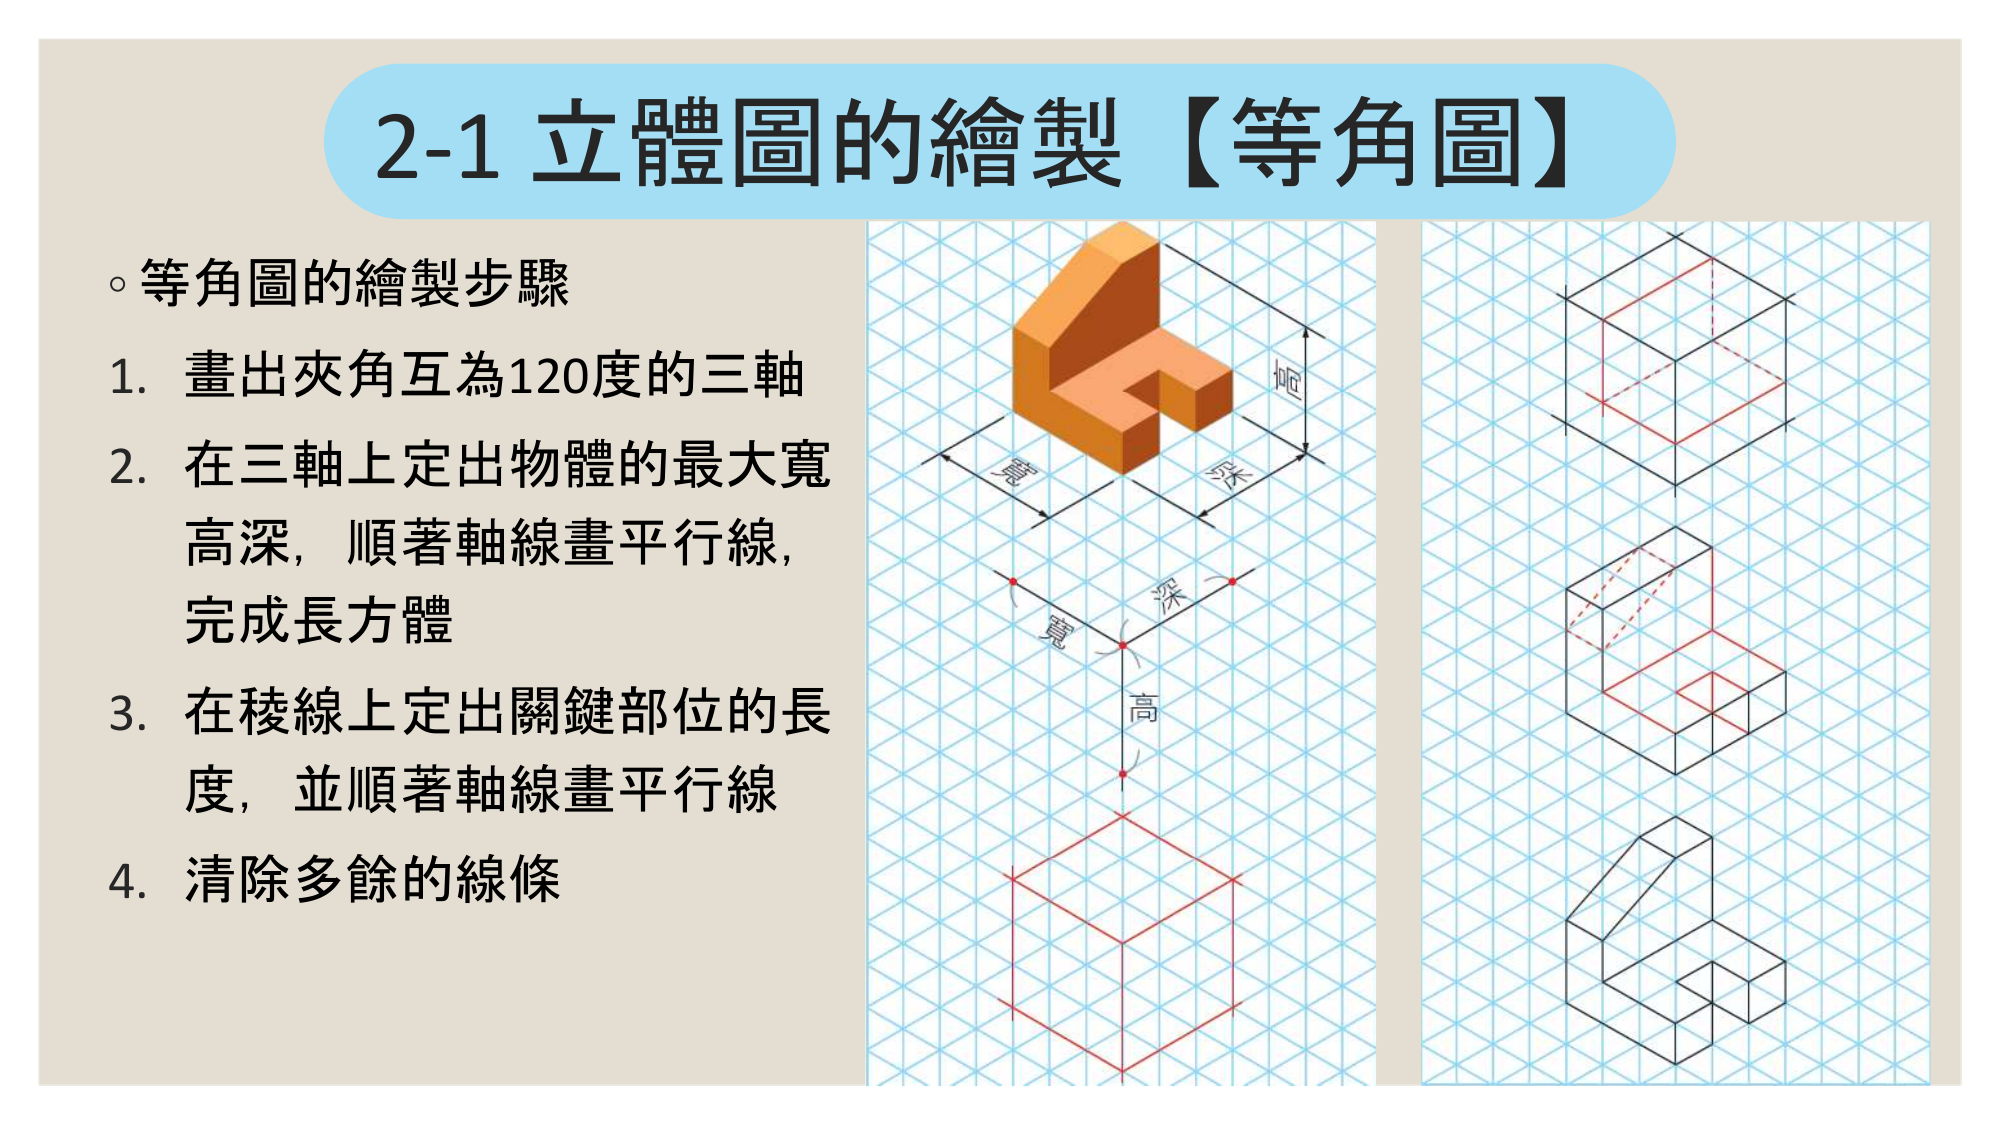 2-1 立體圖的繪製【等角圖】
◦等角圖的繪製步驟
1. 畫出夾角互為120度的三軸
2. 在三軸上定出物體的最大寬
高深，順著軸線畫平行線，
完成長方體
3. 在稜線上定出關鍵部位的長
度，並順著軸線畫平行線
4. 清除多餘的線條
高
寬
深
深
寬
高